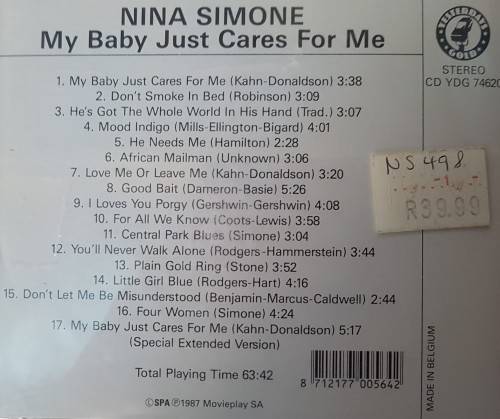 NINA SIMONE
My Baby Just Cares For Me
YESTERDAYS
GOLD
STEREO
CD YDG 74620
1. My Baby Just Cares For Me (Kahn-Donaldson) 3:38
2. Don't Smoke In Bed (Robinson) 3:09
3. He's Got The Whole World In His Hand (Trad.) 3:07
4. Mood Indigo (Mills-Ellington-Bigard) 4:01
5. He Needs Me (Hamilton) 2:28
6. African Mailman (Unknown) 3:06
7. Love Me Or Leave Me (Kahn-Donaldson) 3:20
8. Good Bait (Dameron-Basie) 5:26
9. I Loves You Porgy (Gershwin-Gershwin) 4:08
10. For All We Know (Coots-Lewis) 3:58
11. Central Park Blues (Simone) 3:04
12. You'll Never Walk Alone (Rodgers-Hammerstein) 3:44
13. Plain Gold Ring (Stone) 3:52
14. Little Girl Blue (Rodgers-Hart) 4:16
15. Don't Let Me Be Misunderstood (Benjamin-Marcus-Caldwell) 2:44
16. Four Women (Simone) 4:24
17. My Baby Just Cares For Me (Kahn-Donaldson) 5:17
(Special Extended Version)
Total Playing Time 63:42
8 712177 005642
©SPA ℗1987 Movieplay SA
NS 498
R39.99
MADE IN BELGIUM